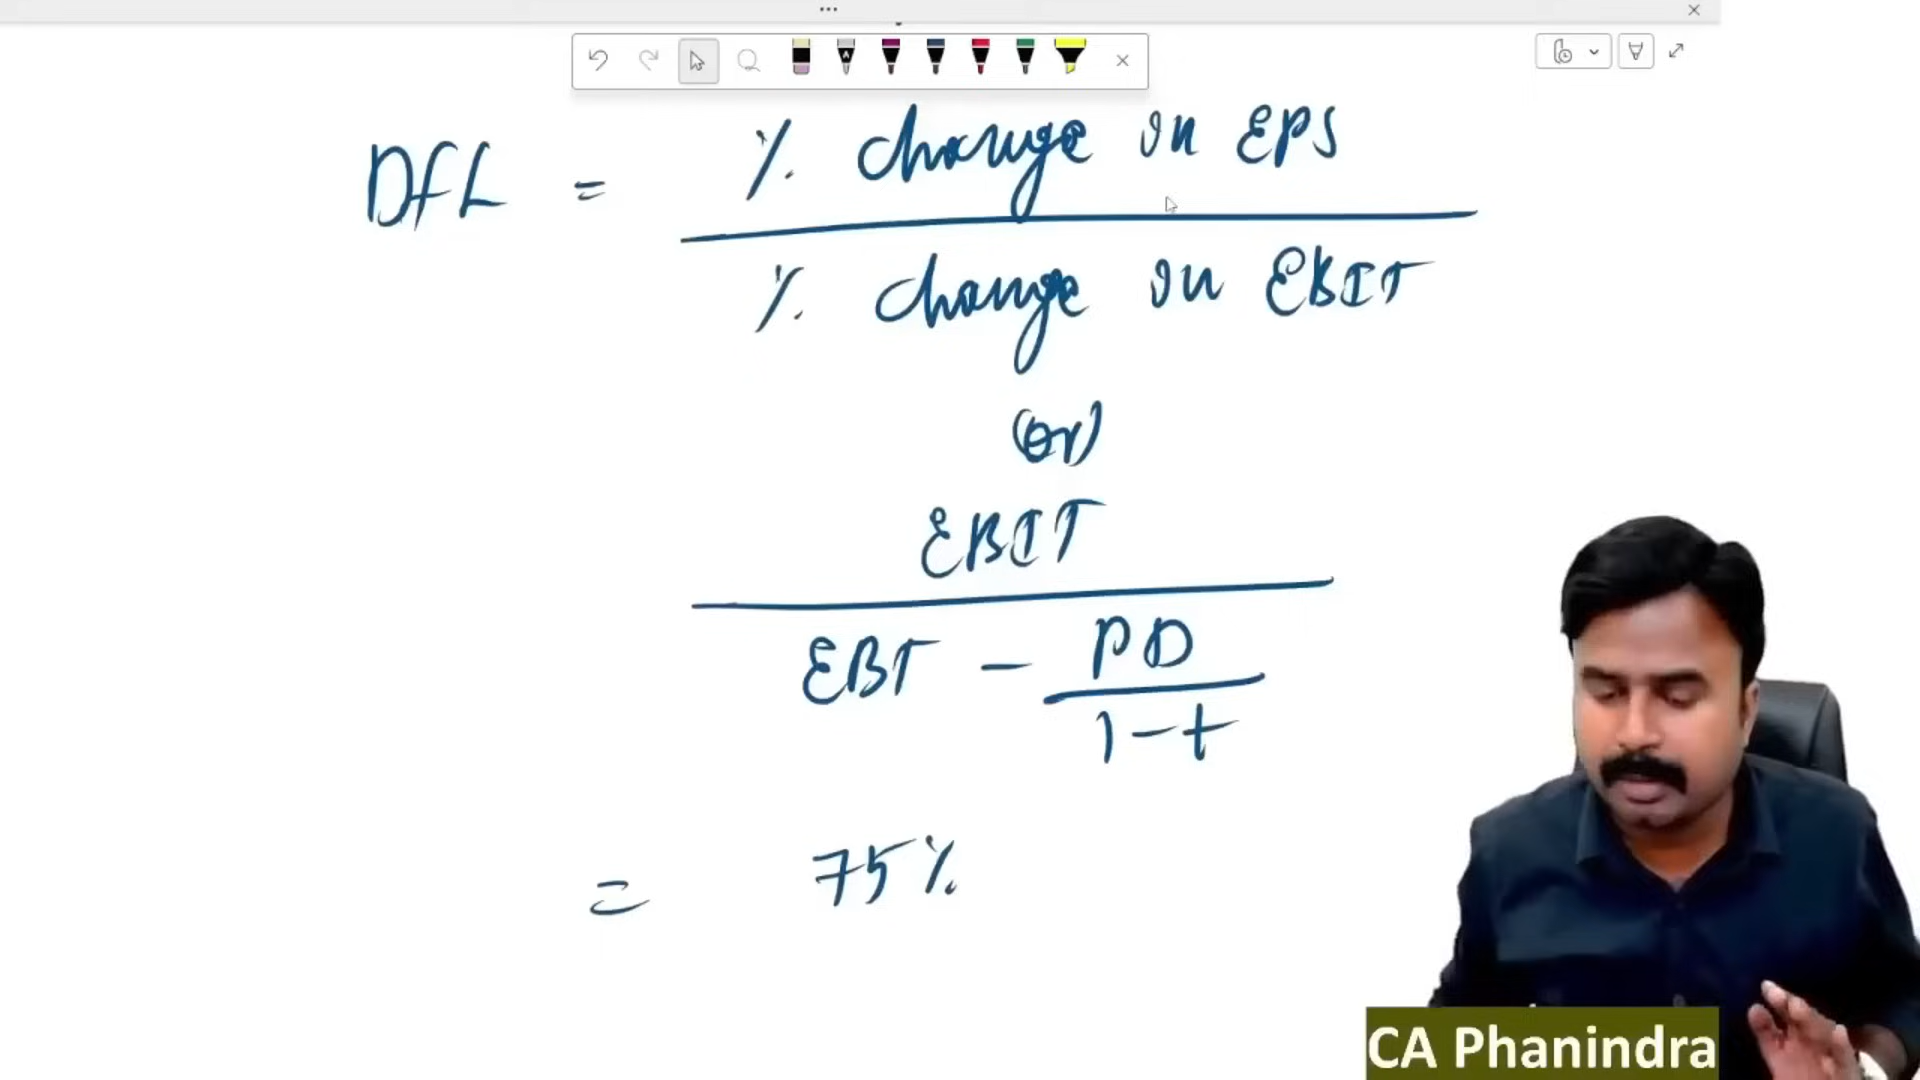 % change in EPS
DFL =
% change in EBIT
(or)
EBIT
EBT - PD
1-t
= 75%
CA Phanindra